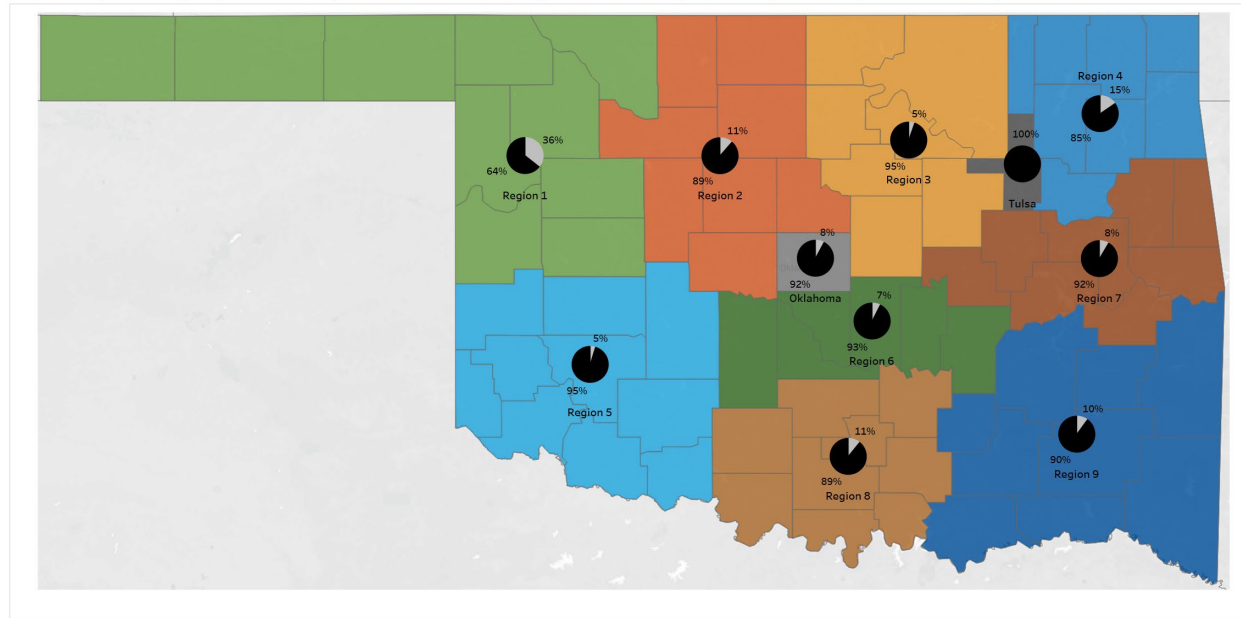 Region 4
15%
85%
36%
64%
Region 1
11%
89%
Region 2
5%
95%
Region 3
100%
Tulsa
8%
92%
Oklahoma
8%
92%
Region 7
7%
93%
Region 6
5%
95%
Region 5
11%
89%
Region 8
10%
90%
Region 9